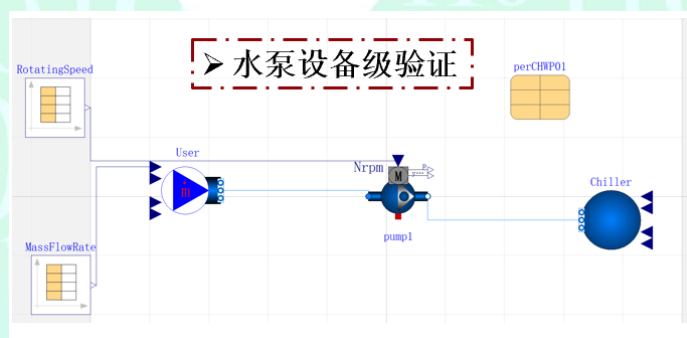 ➢ 水泵设备级验证
perCHWP01
RotatingSpeed
User
Nrpm
M
P
ṁ
Chiller
pump1
MassFlowRate